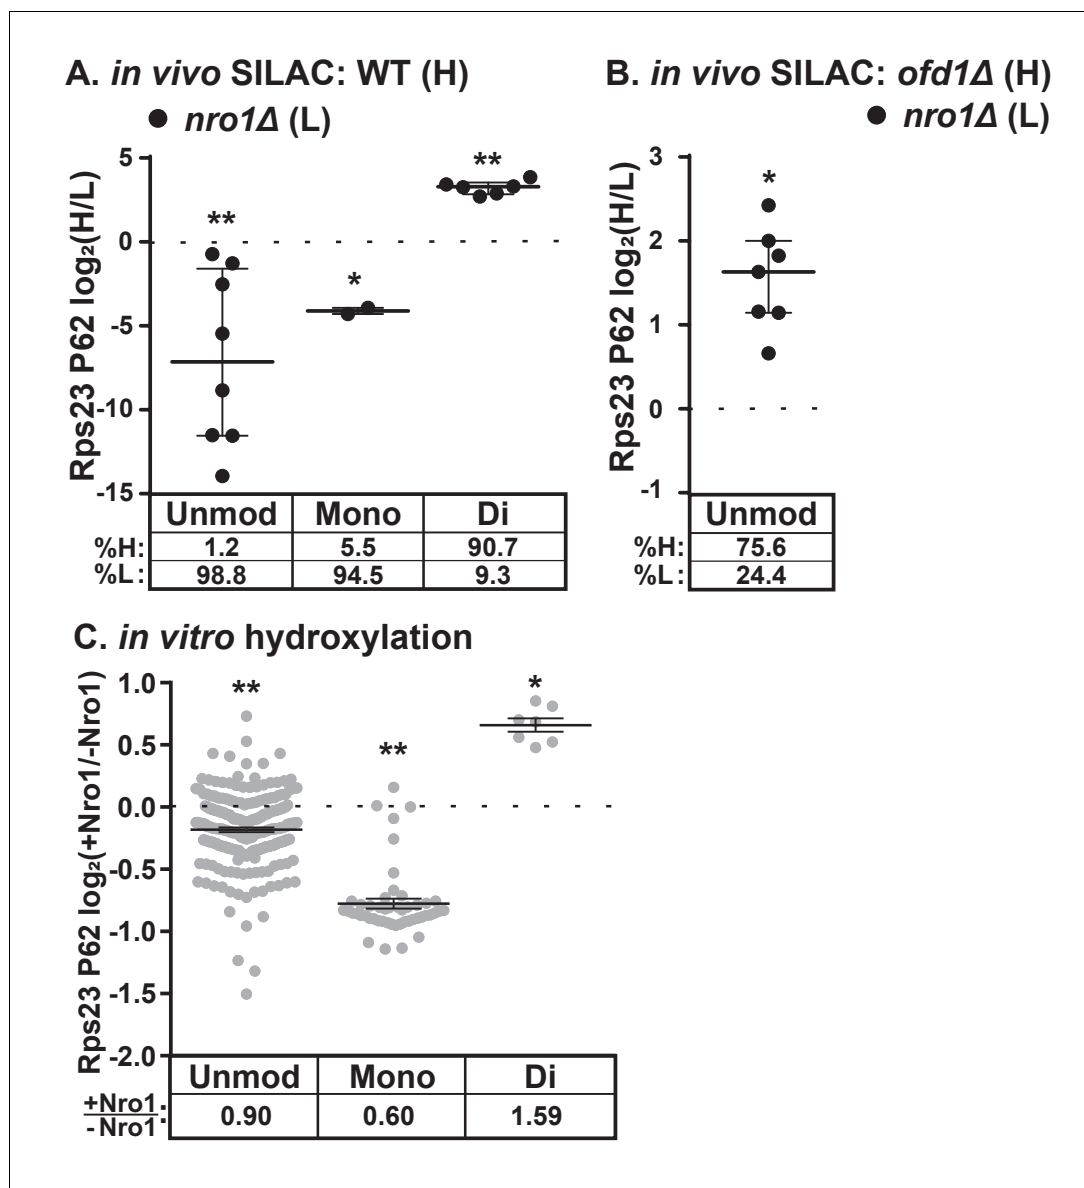 A. in vivo SILAC: WT (H)
● nro1Δ (L)
B. in vivo SILAC: ofd1Δ (H)
● nro1Δ (L)
Rps23 P62 log₂(H/L)
5
0
-5
-10
-15
**
*
**
Unmod Mono Di
%H: 1.2 5.5 90.7
%L: 98.8 94.5 9.3
Rps23 P62 log₂(H/L)
3
2
1
0
-1
*
Unmod
%H: 75.6
%L: 24.4
C. in vitro hydroxylation
Rps23 P62 log₂(+Nro1/-Nro1)
1.0
0.5
0.0
-0.5
-1.0
-1.5
-2.0
**
**
*
Unmod Mono Di
+Nro1:
- Nro1: 0.90 0.60 1.59